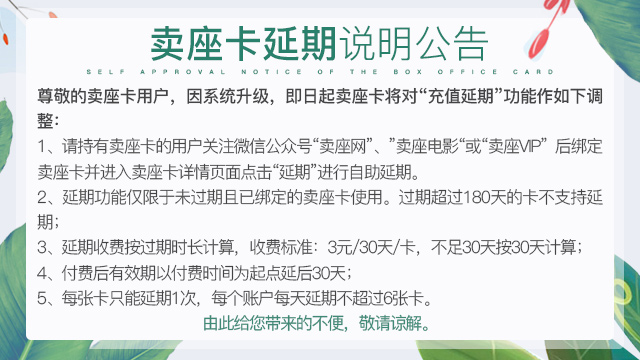 卖座卡延期说明公告
SELF APPROVAL NOTICE OF THE BOX OFFICE CARD
尊敬的卖座卡用户，因系统升级，即日起卖座卡将对“充值延期”功能作如下调
整：
1、请持有卖座卡的用户关注微信公众号“卖座网”、”卖座电影“或“卖座VIP” 后绑定
卖座卡并进入卖座卡详情页面点击“延期”进行自助延期。
2、延期功能仅限于未过期且已绑定的卖座卡使用。过期超过180天的卡不支持延
期；
3、延期收费按过期时长计算，收费标准：3元/30天/卡，不足30天按30天计算；
4、付费后有效期以付费时间为起点延后30天；
5、每张卡只能延期1次，每个账户每天延期不超过6张卡。
由此给您带来的不便，敬请谅解。